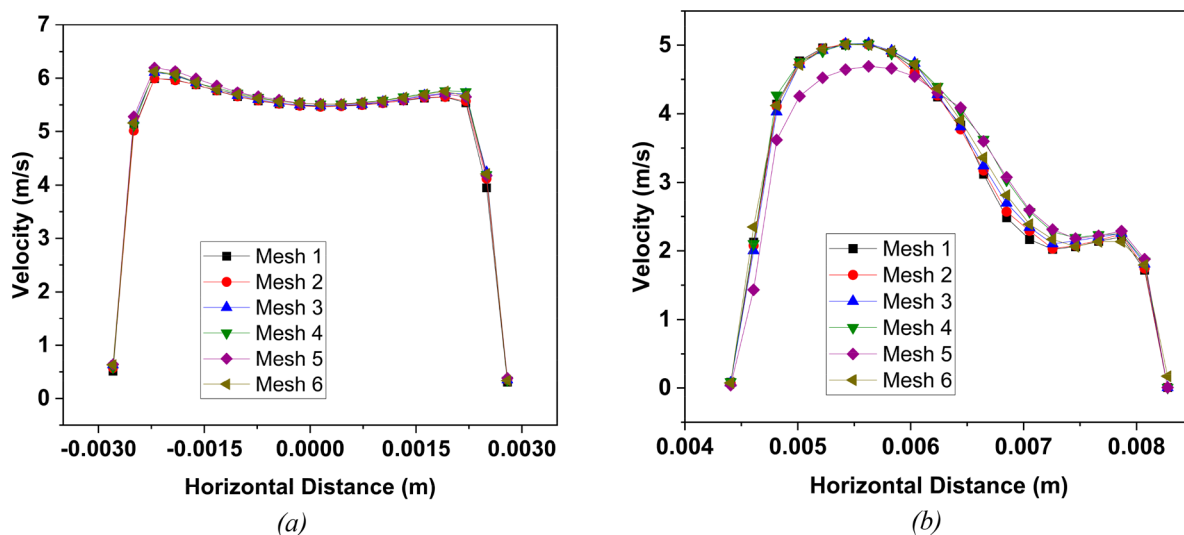 7
6
5
4
3
2
1
0
Velocity (m/s)
Mesh 1
Mesh 2
Mesh 3
Mesh 4
Mesh 5
Mesh 6
-0.0030 -0.0015 0.0000 0.0015 0.0030
Horizontal Distance (m)
(a)
5
4
3
2
1
0
Velocity (m/s)
Mesh 1
Mesh 2
Mesh 3
Mesh 4
Mesh 5
Mesh 6
0.004 0.005 0.006 0.007 0.008
Horizontal Distance (m)
(b)